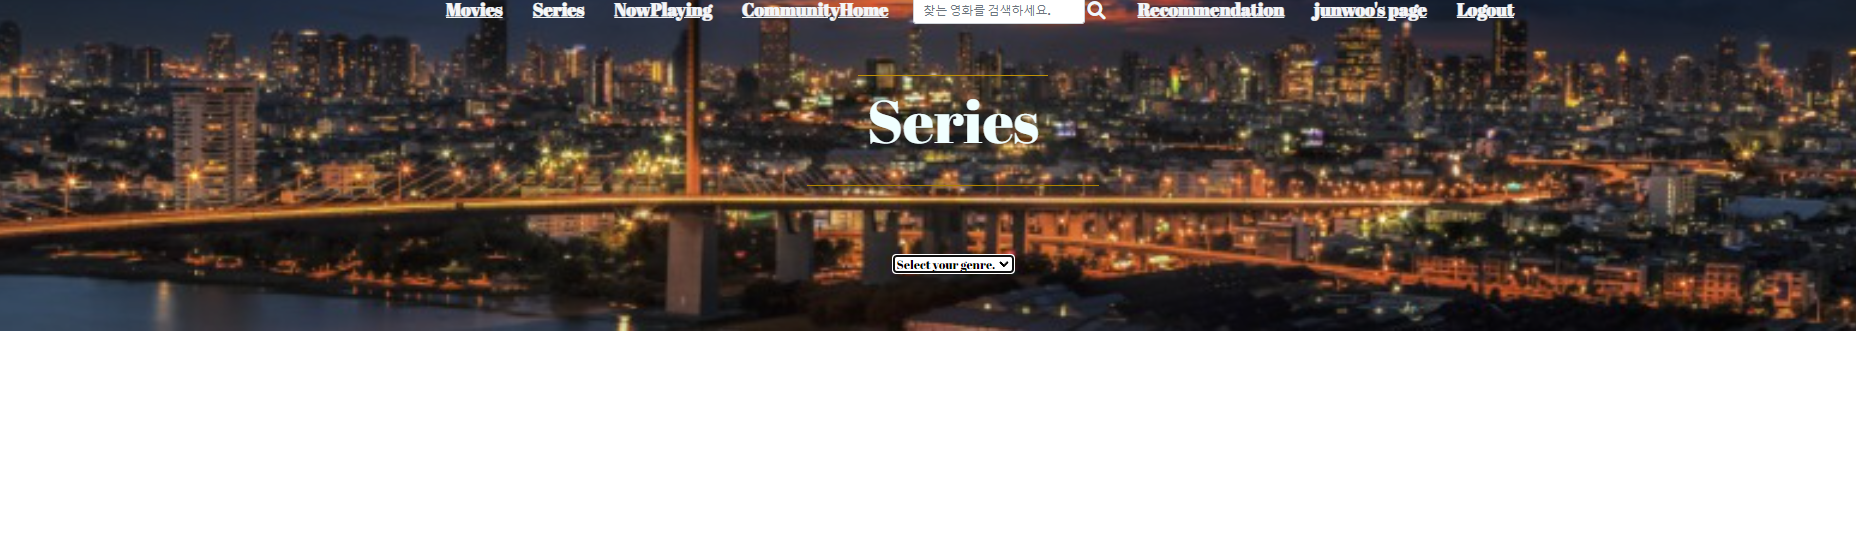 Movies Series NowPlaying CommunityHome 찾는 영화를 검색하세요. Recommendation junwoo's page Logout
Series
Select your genre.